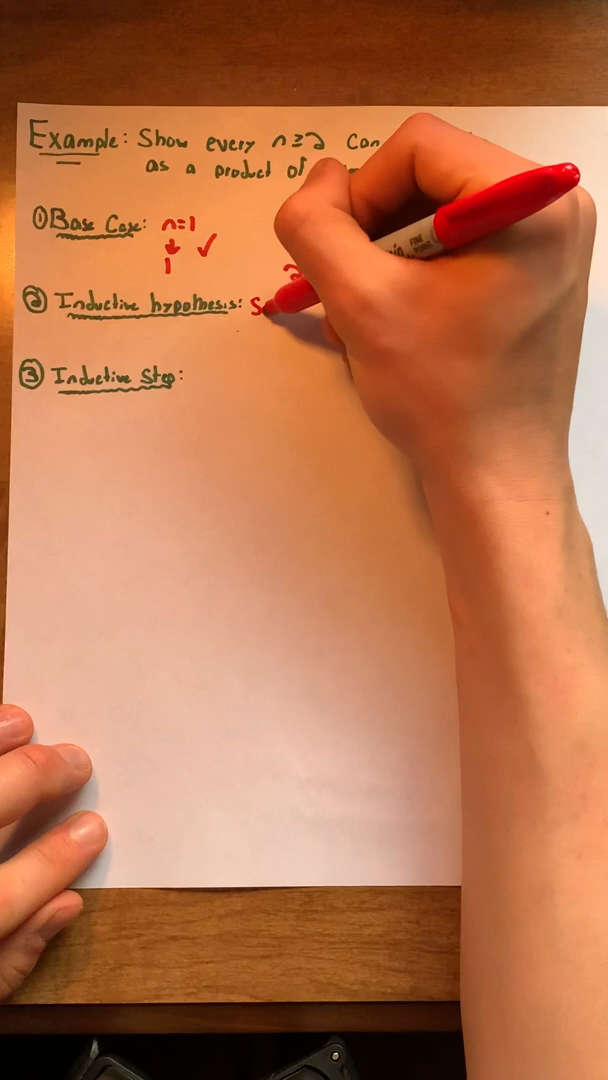 Example: Show every n≥2 can
as a product of
① Base Case: n=1
↓ ✓
1
② Inductive hypothesis: S
③ Inductive Step:
FINE